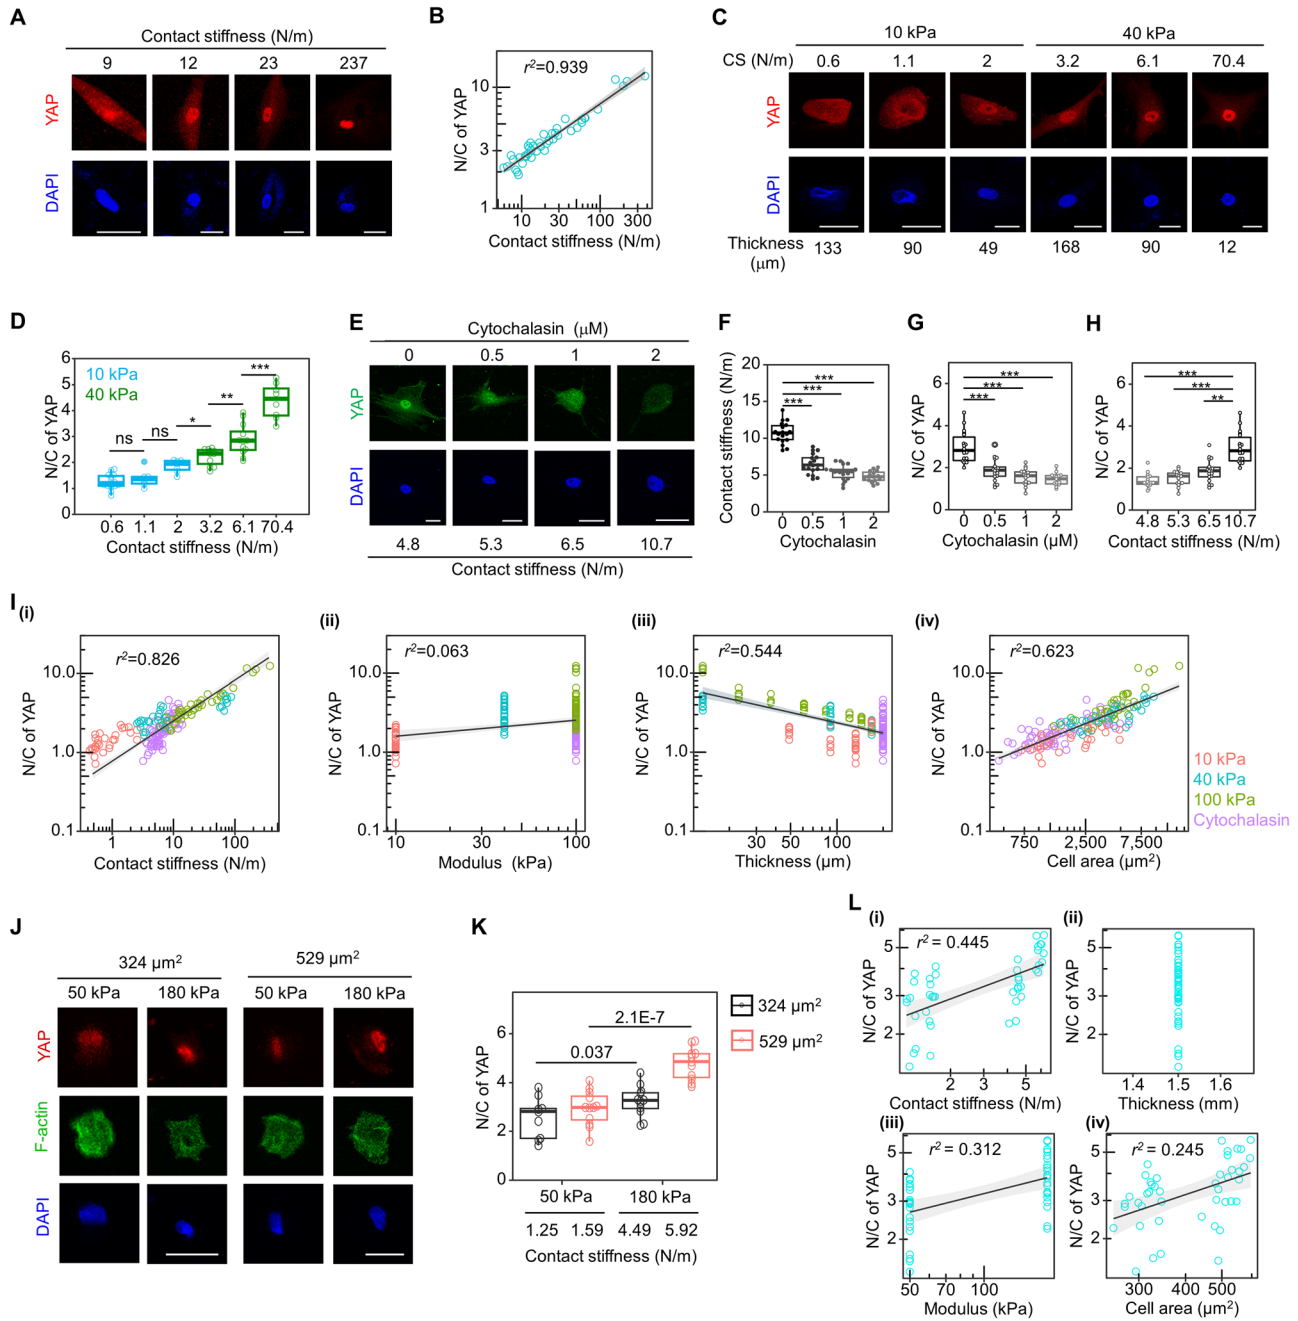 A
Contact stiffness (N/m)
9 12 23 237
YAP
DAPI
B
r²=0.939
N/C of YAP
10
3
1
10 30 100 300
Contact stiffness (N/m)
C
10 kPa 40 kPa
CS (N/m) 0.6 1.1 2 3.2 6.1 70.4
YAP
DAPI
Thickness (μm) 133 90 49 168 90 12
D
10 kPa
40 kPa
N/C of YAP
6
5
4
3
2
1
0
ns ns * ** ***
0.6 1.1 2 3.2 6.1 70.4
Contact stiffness (N/m)
E
Cytochalasin (μM)
0 0.5 1 2
YAP
DAPI
4.8 5.3 6.5 10.7
Contact stiffness (N/m)
F
Contact stiffness (N/m)
20
15
10
5
0
***
***
***
0 0.5 1 2
Cytochalasin
G
N/C of YAP
6
4
2
0
***
***
***
0 0.5 1 2
Cytochalasin (μM)
H
N/C of YAP
6
4
2
0
***
***
**
4.8 5.3 6.5 10.7
Contact stiffness (N/m)
I
(i)
r²=0.826
N/C of YAP
10.0
1.0
0.1
1 10 100
Contact stiffness (N/m)
(ii)
r²=0.063
N/C of YAP
10.0
1.0
0.1
10 30 100
Modulus (kPa)
(iii)
r²=0.544
N/C of YAP
10.0
1.0
0.1
30 50 100
Thickness (μm)
(iv)
r²=0.623
N/C of YAP
10.0
1.0
0.1
750 2,500 7,500
Cell area (μm²)
10 kPa
40 kPa
100 kPa
Cytochalasin
J
324 μm² 529 μm²
50 kPa 180 kPa 50 kPa 180 kPa
YAP
F-actin
DAPI
K
324 μm²
529 μm²
N/C of YAP
6
4
2
0
2.1E-7
0.037
50 kPa 180 kPa
1.25 1.59 4.49 5.92
Contact stiffness (N/m)
L
(i)
r² = 0.445
N/C of YAP
5
3
2
2 3 5
Contact stiffness (N/m)
(ii)
N/C of YAP
5
3
2
1.4 1.5 1.6
Thickness (mm)
(iii)
r² = 0.312
N/C of YAP
5
3
2
50 70 100
Modulus (kPa)
(iv)
r² = 0.245
N/C of YAP
5
3
2
300 400 500
Cell area (μm²)